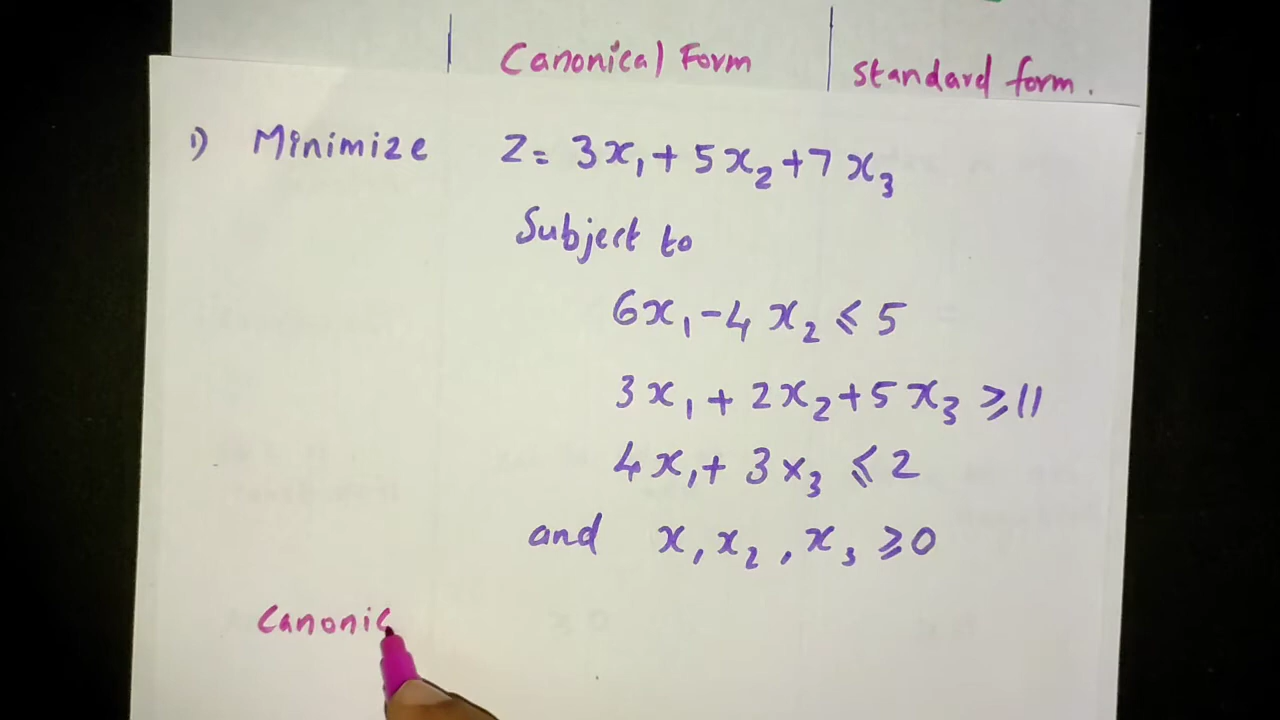 Canonical Form | Standard form.
1) Minimize Z = 3x₁ + 5x₂ + 7x₃
Subject to
6x₁ - 4x₂ ≤ 5
3x₁ + 2x₂ + 5x₃ ≥ 11
4x₁ + 3x₃ ≤ 2
and x₁ x₂ , x₃ ≥ 0
Canonic